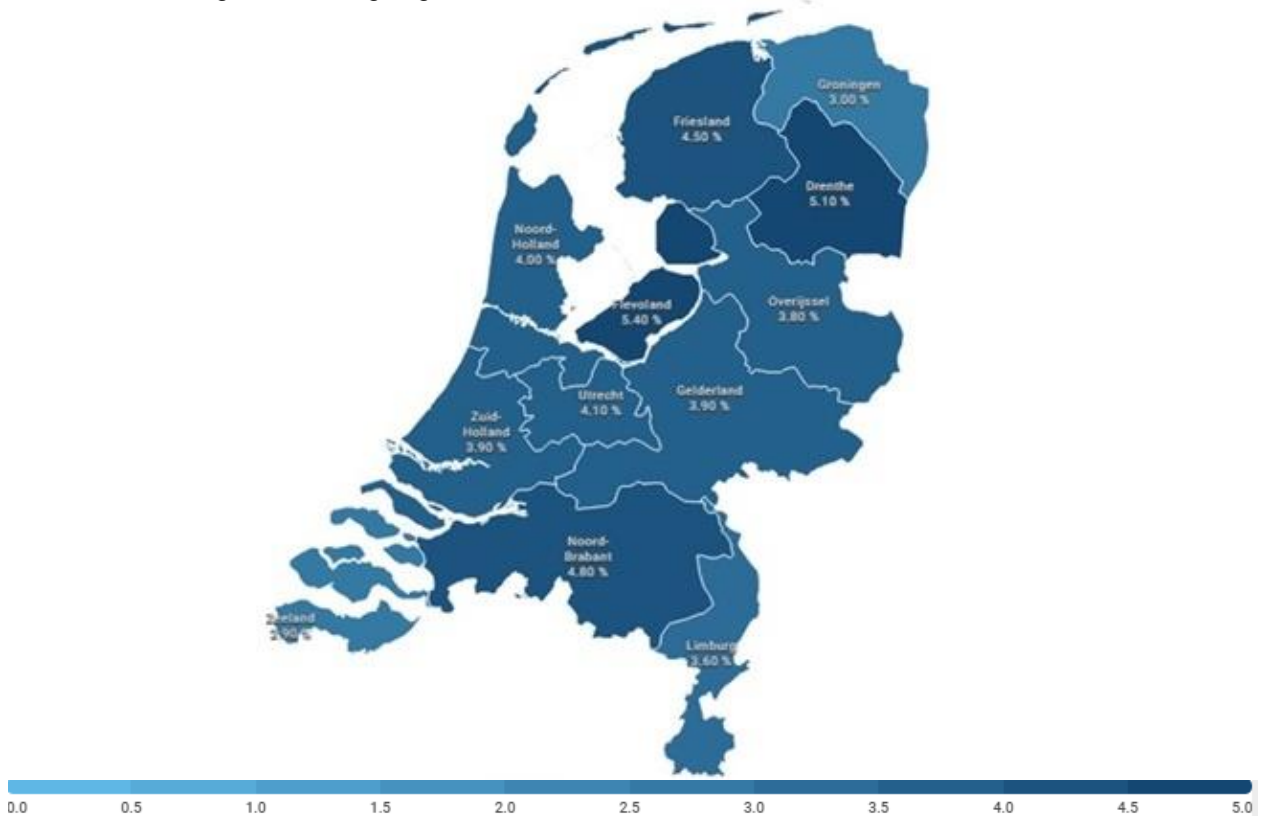 Groningen
3.00 %
Friesland
4.50 %
Drenthe
5.10 %
Noord-
Holland
4.00 %
Flevoland
5.40 %
Overijssel
3.80 %
Utrecht
4.10 %
Gelderland
3.90 %
Zuid-
Holland
3.90 %
Noord-
Brabant
4.80 %
Zeeland
Limburg
3.60 %
0.0 0.5 1.0 1.5 2.0 2.5 3.0 3.5 4.0 4.5 5.0